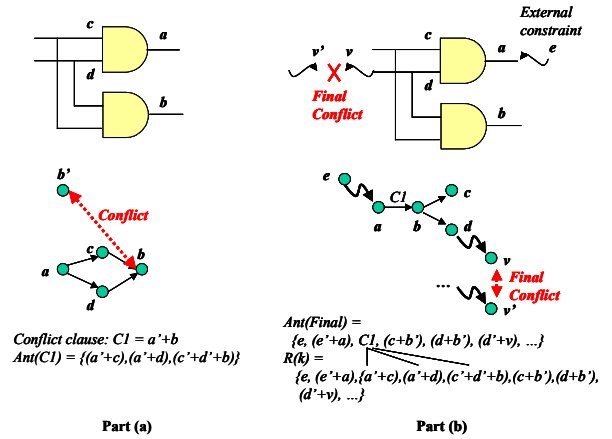 c
a
d
b
b'
Conflict
c
b
a
d
Conflict clause: C1 = a'+b
Ant(C1) = {(a'+c),(a'+d),(c'+d'+b)}
Part (a)
External
constraint
c
a
e
v'
v
d
Final
Conflict
b
e
C1
c
a
b
d
v
Final
Conflict
...
v'
Ant(Final) =
{e, (e'+a), C1, (c+b'), (d+b'), (d'+v), ...}
R(k) =
{e, (e'+a),{a'+c),(a'+d),(c'+d'+b),(c+b'),(d+b'),
(d'+v), ...}
Part (b)